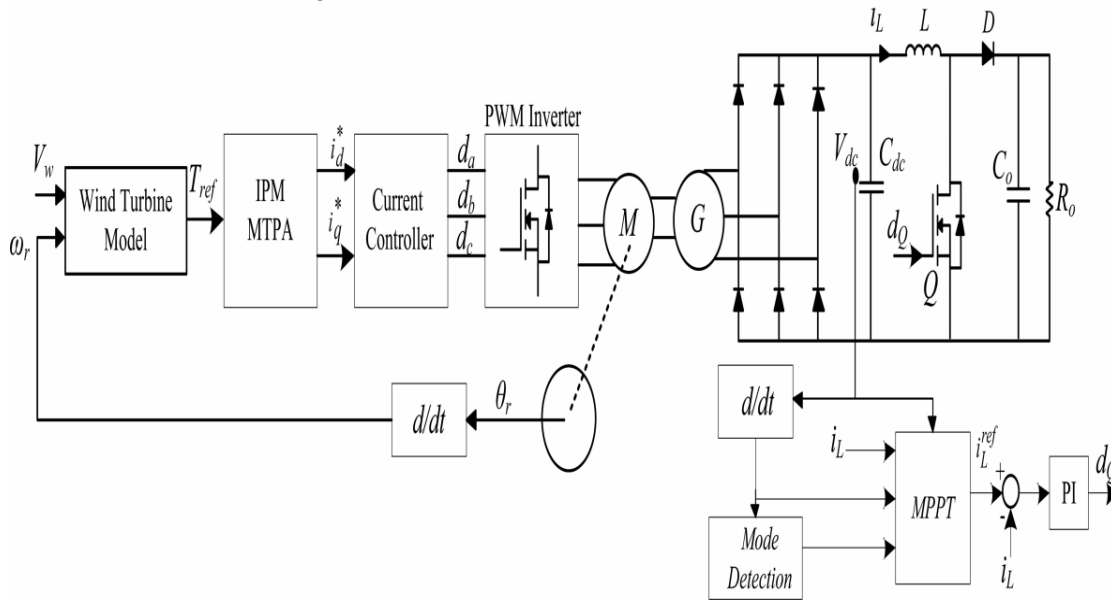 i_L L D
PWM Inverter
V_w
Wind Turbine
Model
ω_r
T_ref
IPM
MTPA
i_d^*
i_q^*
Current
Controller
d_a
d_b
d_c
M
G
V_dc
C_dc
d_Q
Q
C_o
R_o
d/dt
θ_r
d/dt
i_L
Mode
Detection
MPPT
i_L^ref
+
-
i_L
PI
d_Q